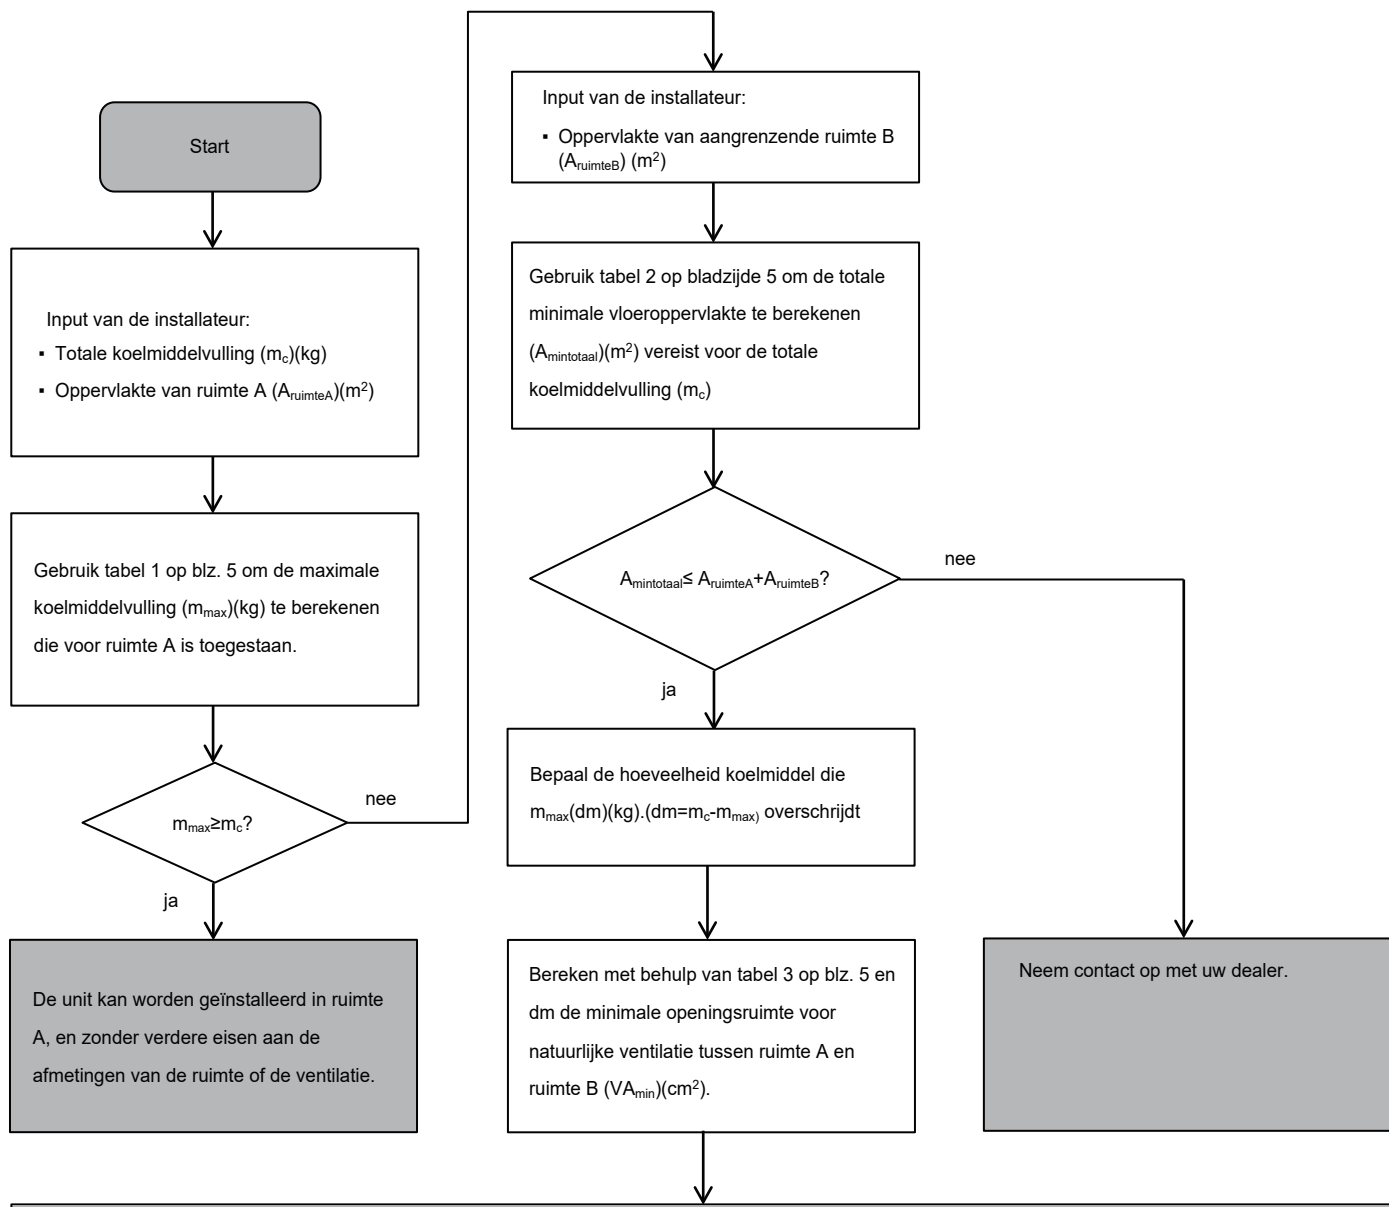 Start
Input van de installateur:
▪ Totale koelmiddelvulling (mc)(kg)
▪ Oppervlakte van ruimte A (AruimteA)(m²)
Gebruik tabel 1 op blz. 5 om de maximale
koelmiddelvulling (mmax)(kg) te berekenen
die voor ruimte A is toegestaan.
mmax≥mc?
nee
ja
De unit kan worden geïnstalleerd in ruimte
A, en zonder verdere eisen aan de
afmetingen van de ruimte of de ventilatie.
Input van de installateur:
▪ Oppervlakte van aangrenzende ruimte B
(AruimteB) (m²)
Gebruik tabel 2 op bladzijde 5 om de totale
minimale vloeroppervlakte te berekenen
(Amintotaal)(m²) vereist voor de totale
koelmiddelvulling (mc)
Amintotaal≤ AruimteA+AruimteB?
nee
ja
Bepaal de hoeveelheid koelmiddel die
mmax(dm)(kg).(dm=mc-mmax) overschrijdt
Bereken met behulp van tabel 3 op blz. 5 en
dm de minimale openingsruimte voor
natuurlijke ventilatie tussen ruimte A en
ruimte B (VAmin)(cm²).
Neem contact op met uw dealer.